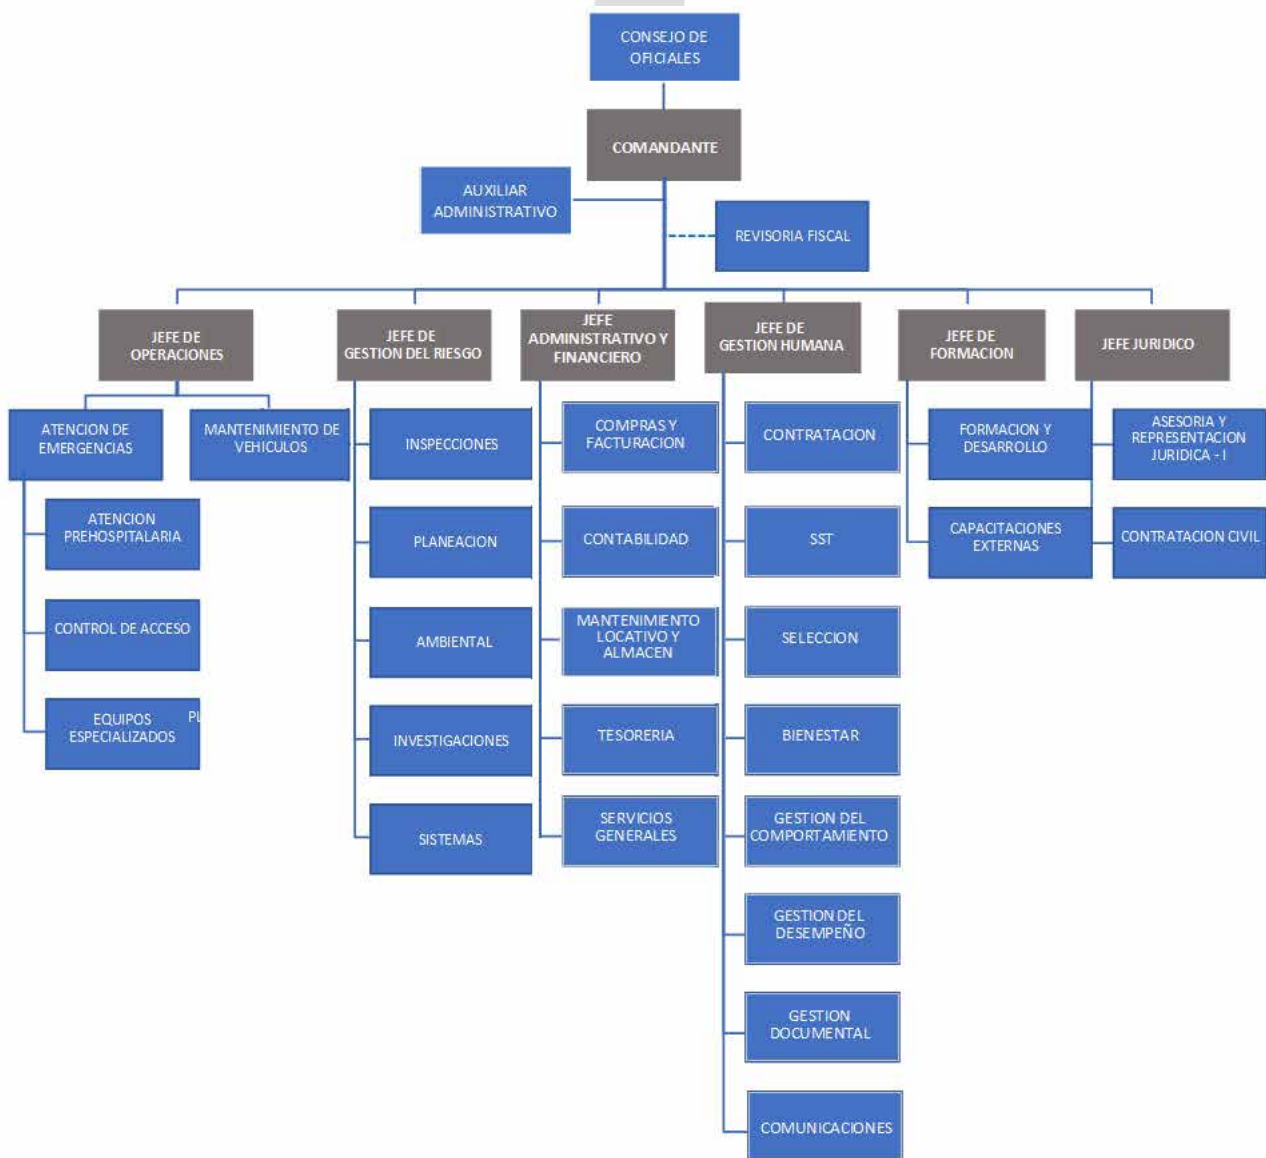 CONSEJO DE
OFICIALES
COMANDANTE
AUXILIAR
ADMINISTRATIVO
REVISORIA FISCAL
JEFE DE
OPERACIONES
JEFE DE
GESTION DEL RIESGO
JEFE
ADMINISTRATIVO Y
FINANCIERO
JEFE DE
GESTION HUMANA
JEFE DE
FORMACION
JEFE JURIDICO
ATENCION DE
EMERGENCIAS
MANTENIMIENTO DE
VEHICULOS
ATENCION
PREHOSPITALARIA
CONTROL DE ACCESO
EQUIPOS
ESPECIALIZADOS
INSPECCIONES
PLANEACION
AMBIENTAL
INVESTIGACIONES
SISTEMAS
COMPRAS Y
FACTURACION
CONTABILIDAD
MANTENIMIENTO
LOCATIVO Y
ALMACEN
TESORERIA
SERVICIOS
GENERALES
CONTRATACION
SST
SELECCION
BIENESTAR
GESTION DEL
COMPORTAMIENTO
GESTION DEL
DESEMPEÑO
GESTION
DOCUMENTAL
COMUNICACIONES
FORMACION Y
DESARROLLO
CAPACITACIONES
EXTERNAS
ASESORIA Y
REPRESENTACION
JURIDICA - I
CONTRATACION CIVIL